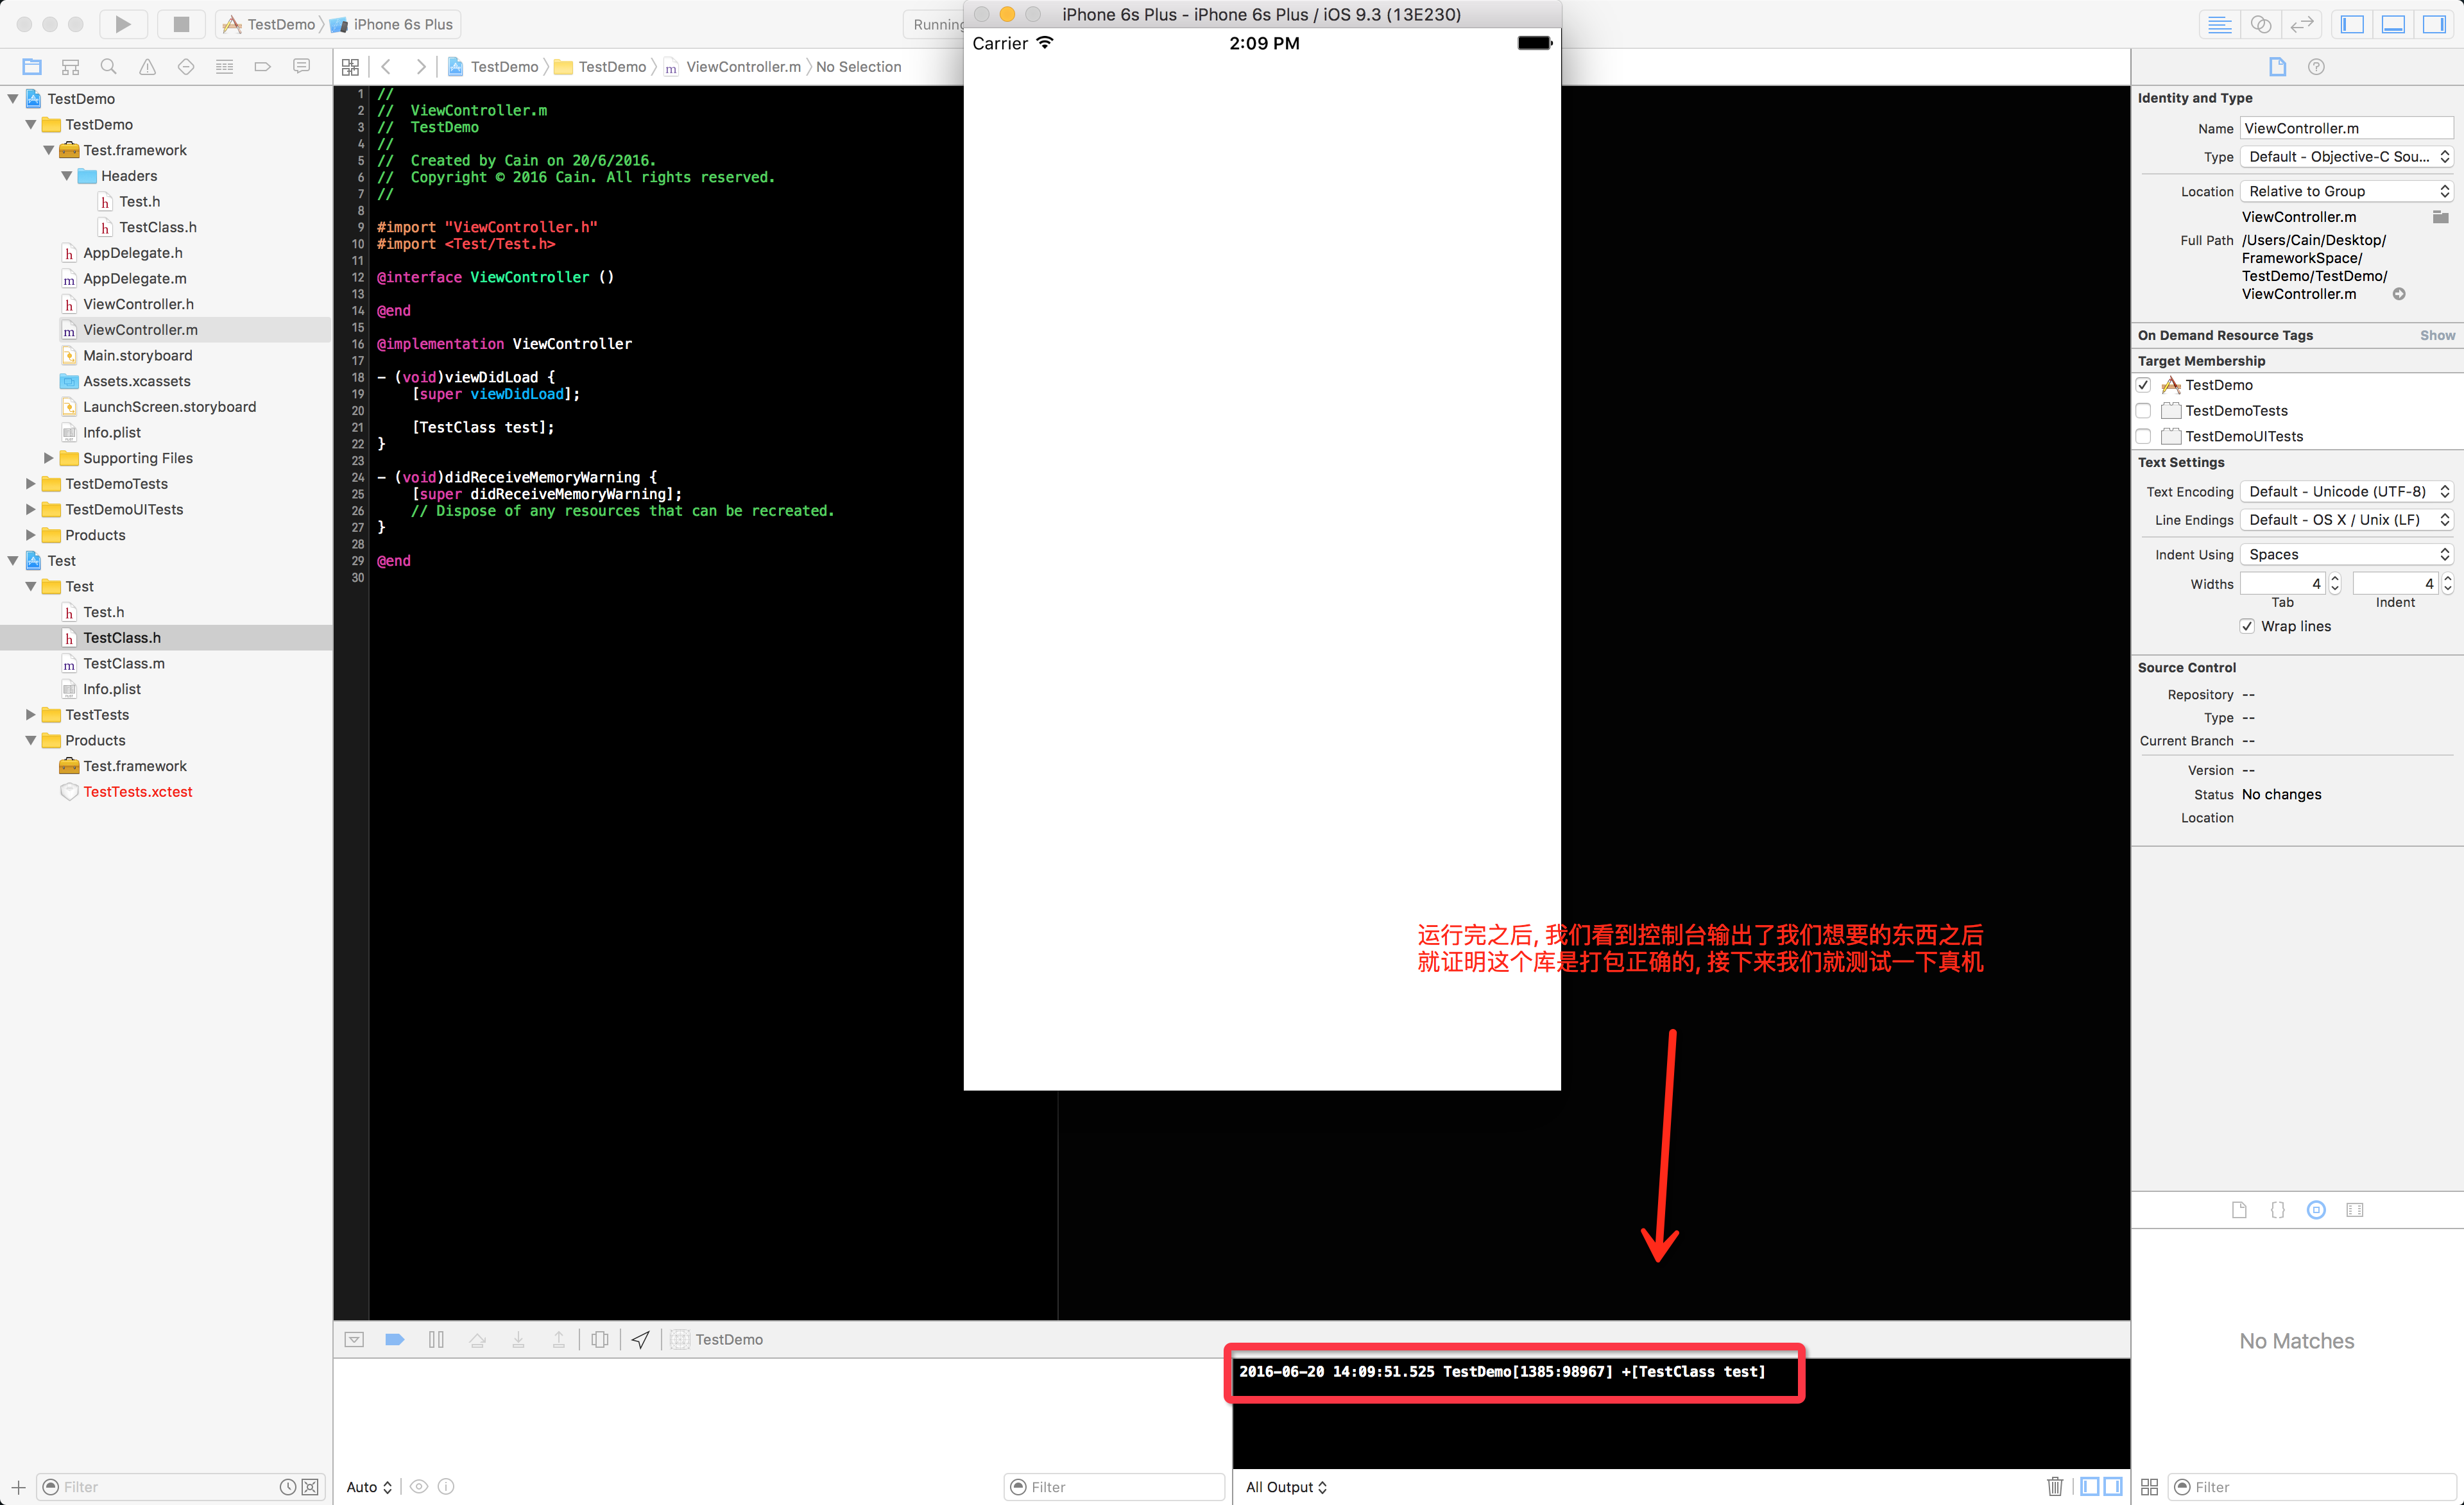 TestDemo
iPhone 6s Plus
Running
iPhone 6s Plus - iPhone 6s Plus / iOS 9.3 (13E230)
Carrier
2:09 PM
TestDemo
TestDemo
ViewController.m
No Selection
TestDemo
TestDemo
Test.framework
Headers
Test.h
TestClass.h
AppDelegate.h
AppDelegate.m
ViewController.h
ViewController.m
Main.storyboard
Assets.xcassets
LaunchScreen.storyboard
Info.plist
Supporting Files
TestDemoTests
TestDemoUITests
Products
Test
Test
Test.h
TestClass.h
TestClass.m
Info.plist
TestTests
Products
Test.framework
TestTests.xctest
Filter
1 //
2 //  ViewController.m
3 //  TestDemo
4 //
5 //  Created by Cain on 20/6/2016.
6 //  Copyright © 2016 Cain. All rights reserved.
7 //
8
9 #import "ViewController.h"
10 #import <Test/Test.h>
11
12 @interface ViewController ()
13
14 @end
15
16 @implementation ViewController
17
18 - (void)viewDidLoad {
19     [super viewDidLoad];
20
21     [TestClass test];
22 }
23
24 - (void)didReceiveMemoryWarning {
25     [super didReceiveMemoryWarning];
26     // Dispose of any resources that can be recreated.
27 }
28
29 @end
30
运行完之后, 我们看到控制台输出了我们想要的东西之后
就证明这个库是打包正确的, 接下来我们就测试一下真机
TestDemo
2016-06-20 14:09:51.525 TestDemo[1385:98967] +[TestClass test]
Auto
Filter
All Output
Identity and Type
Name ViewController.m
Type Default - Objective-C Sou...
Location Relative to Group
ViewController.m
Full Path /Users/Cain/Desktop/
FrameworkSpace/
TestDemo/TestDemo/
ViewController.m
On Demand Resource Tags Show
Target Membership
TestDemo
TestDemoTests
TestDemoUITests
Text Settings
Text Encoding Default - Unicode (UTF-8)
Line Endings Default - OS X / Unix (LF)
Indent Using Spaces
Widths 4 4
Tab Indent
Wrap lines
Source Control
Repository --
Type --
Current Branch --
Version --
Status No changes
Location
No Matches
Filter